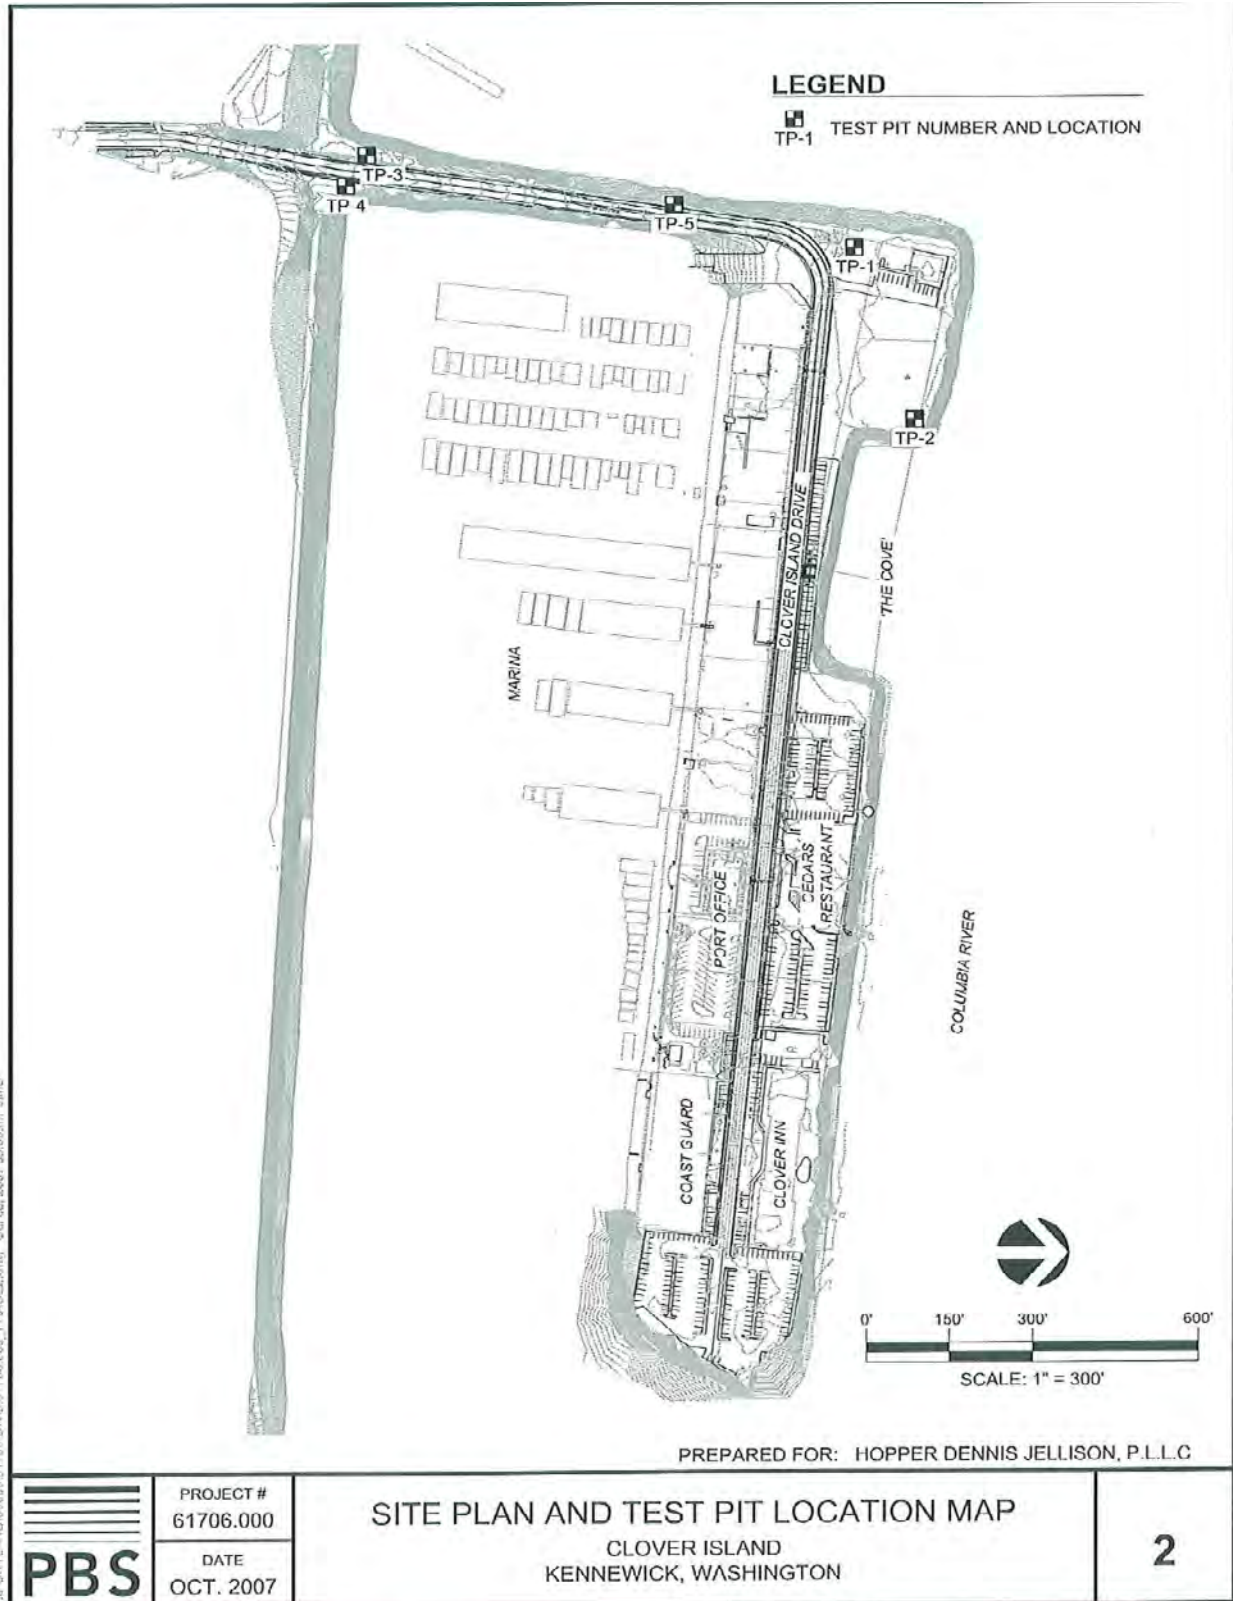 LEGEND
TP-1 TEST PIT NUMBER AND LOCATION
TP-3
TP 4
TP-5
TP-1
TP-2
CLOVER ISLAND DRIVE
'THE COVE'
MARINA
PORT OFFICE
CEDARS
RESTAURANT
COLUMBIA RIVER
COAST GUARD
CLOVER INN
0' 150' 300' 600'
SCALE: 1" = 300'
PREPARED FOR: HOPPER DENNIS JELLISON, P.L.L.C
PBS
PROJECT #
61706.000
DATE
OCT. 2007
SITE PLAN AND TEST PIT LOCATION MAP
CLOVER ISLAND
KENNEWICK, WASHINGTON
2